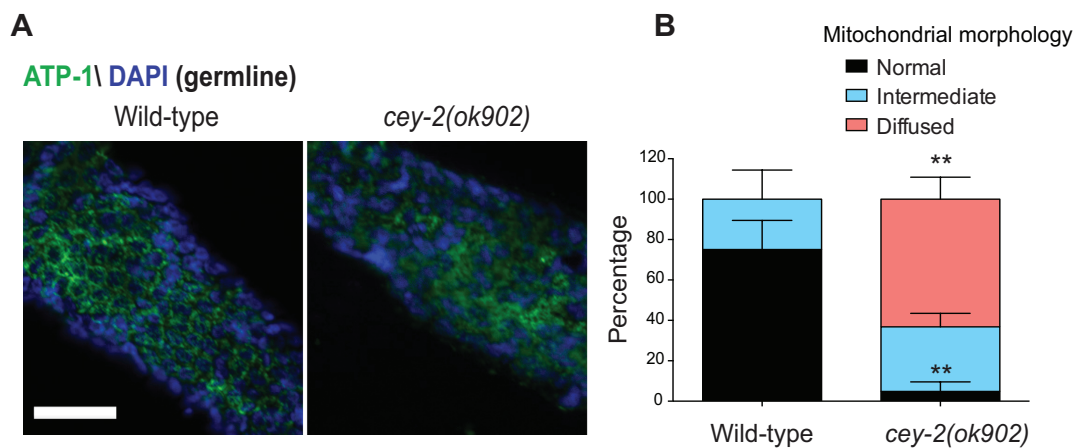 A
ATP-1\ DAPI (germline)
Wild-type
cey-2(ok902)
B
Mitochondrial morphology
Normal
Intermediate
Diffused
Percentage
120
100
80
60
40
20
0
**
**
Wild-type
cey-2(ok902)